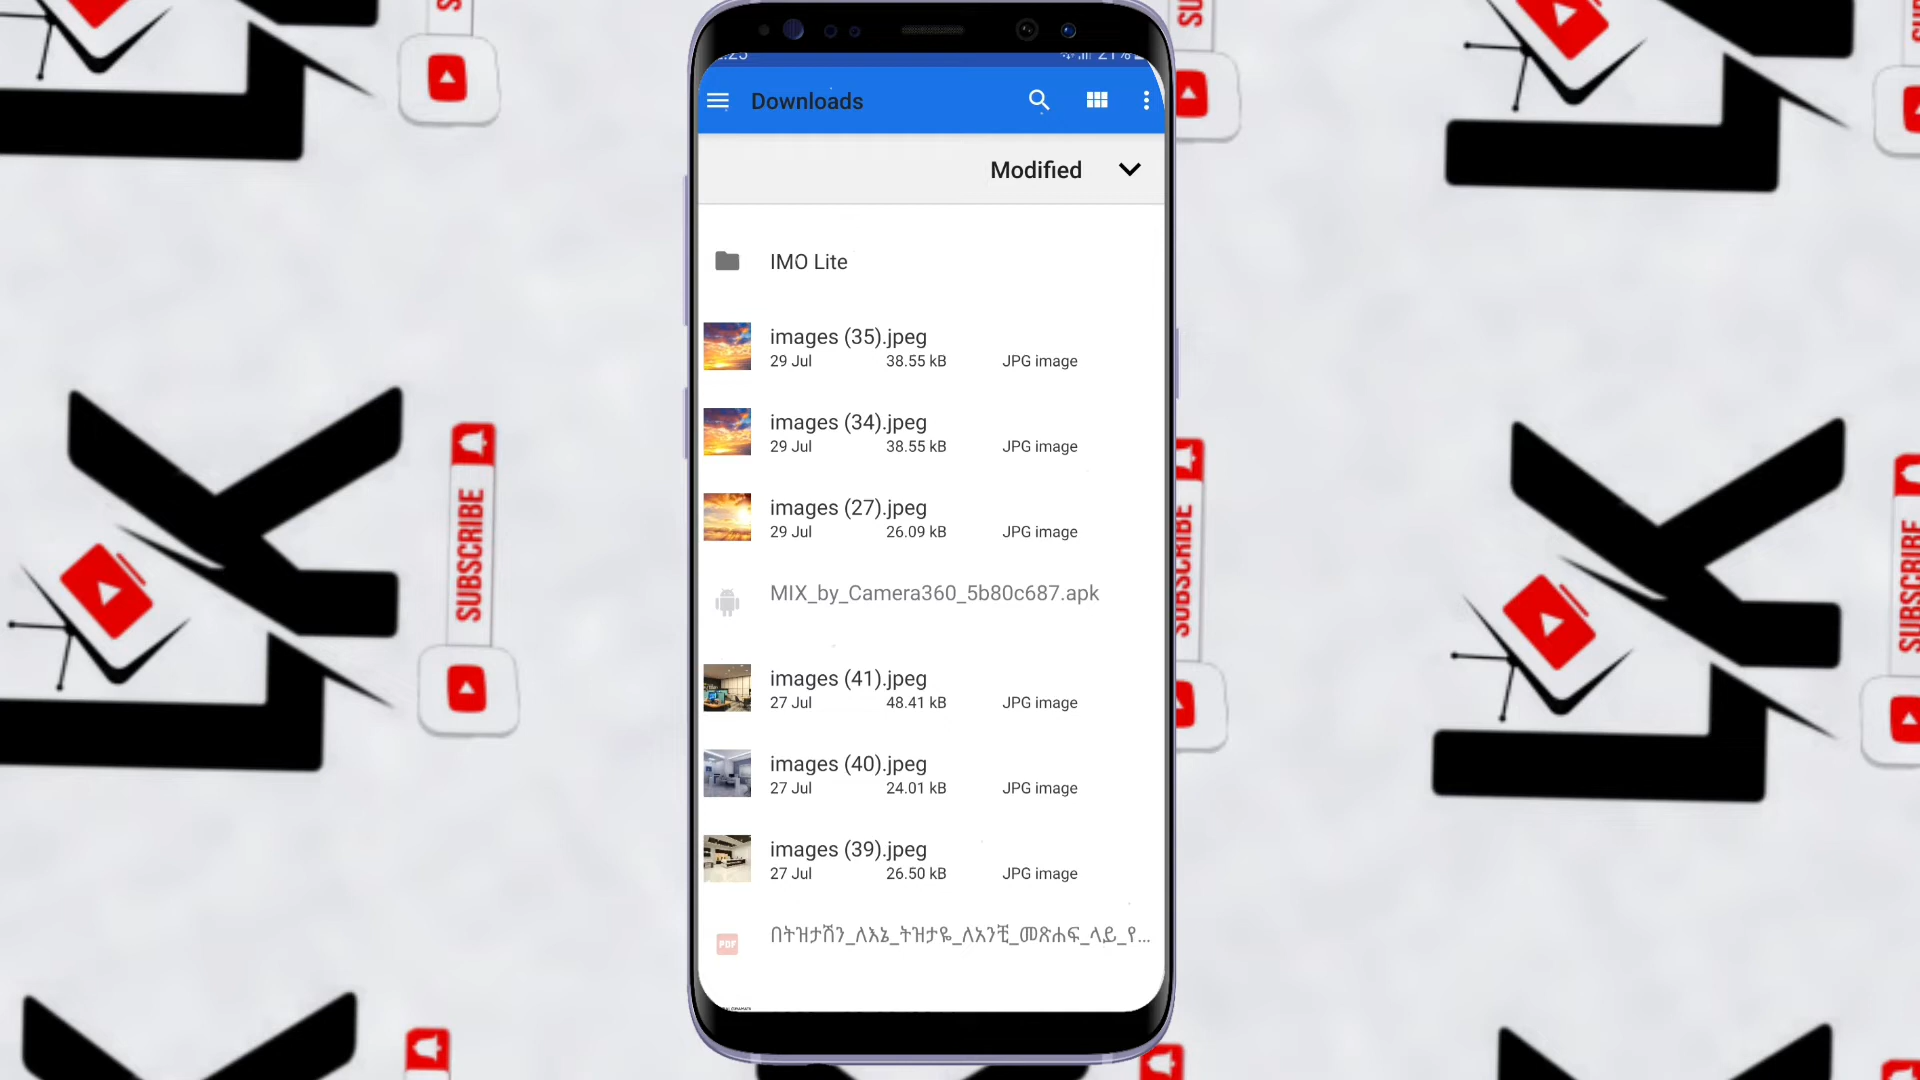 21%
Downloads
Modified
IMO Lite
images (35).jpeg
29 Jul 38.55 kB JPG image
images (34).jpeg
29 Jul 38.55 kB JPG image
images (27).jpeg
29 Jul 26.09 kB JPG image
MIX_by_Camera360_5b80c687.apk
images (41).jpeg
27 Jul 48.41 kB JPG image
images (40).jpeg
27 Jul 24.01 kB JPG image
images (39).jpeg
27 Jul 26.50 kB JPG image
PDF
በትዝታሽን_ለእኔ_ትዝታዬ_ለአንቺ_መጽሐፍ_ላይ_የ...
SUBSCRIBE
SUBSCRIBE
SUBSCRIBE